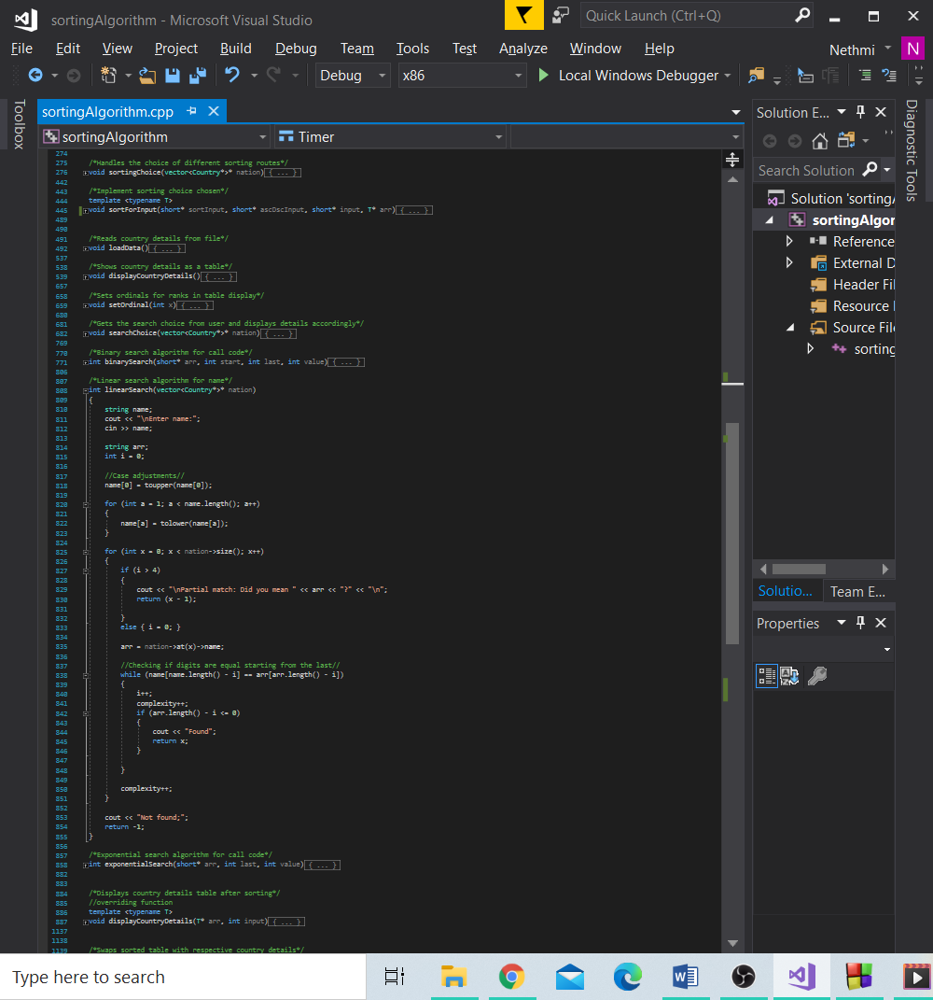 sortingAlgorithm - Microsoft Visual Studio
Quick Launch (Ctrl+Q)
File Edit View Project Build Debug Team Tools Test Analyze Window Help
Nethmi N
Debug x86 Local Windows Debugger
Toolbox
sortingAlgorithm.cpp
sortingAlgorithm Timer
274
275 /*Handles the choice of different sorting routes*/
276 void sortingChoice(vector<Country*>* nation){ ... }
442
443 /*Implement sorting choice chosen*/
444 template <typename T>
445 void sortForInput(short* sortInput, short* ascDscInput, short* input, T* arr){ ... }
489
490
491 /*Reads country details from file*/
492 void loadData(){ ... }
537
538 /*Shows country details as a table*/
539 void displayCountryDetails(){ ... }
657
658 /*Sets ordinals for ranks in table display*/
659 void setOrdinal(int x){ ... }
680
681 /*Gets the search choice from user and displays details accordingly*/
682 void searchChoice(vector<Country*>* nation){ ... }
769
770 /*Binary search algorithm for call code*/
771 int binarySearch(short* arr, int start, int last, int value){ ... }
806
807 /*Linear search algorithm for name*/
808 int linearSearch(vector<Country*>* nation)
809 {
810 string name;
811 cout << "\nEnter name:";
812 cin >> name;
813
814 string arr;
815 int i = 0;
816
817 //Case adjustments//
818 name[0] = toupper(name[0]);
819
820 for (int a = 1; a < name.length(); a++)
821 {
822 name[a] = tolower(name[a]);
823 }
824
825 for (int x = 0; x < nation->size(); x++)
826 {
827 if (i > 4)
828 {
829 cout << "\nPartial match: Did you mean " << arr << "?" << "\n";
830 return (x - 1);
831
832 }
833 else { i = 0; }
834
835 arr = nation->at(x)->name;
836
837 //Checking if digits are equal starting from the last//
838 while (name[name.length() - i] == arr[arr.length() - i])
839 {
840 i++;
841 complexity++;
842 if (arr.length() - i <= 0)
843 {
844 cout << "Found";
845 return x;
846 }
847
848 }
849
850 complexity++;
851 }
852
853 cout << "Not found;";
854 return -1;
855 }
856
857 /*Exponential search algorithm for call code*/
858 int exponentialSearch(short* arr, int last, int value){ ... }
882
883
884 /*Displays country details table after sorting*/
885 //overriding function
886 template <typename T>
887 void displayCountryDetails(T* arr, int input){ ... }
1137
1138
1139 /*Swaps sorted table with respective country details*/
Solution E...
Search Solution
Solution 'sorting
sortingAlgor
Reference
External D
Header Fil
Resource
Source File
sorting
Solutio... Team E...
Properties
Diagnostic Tools
Type here to search